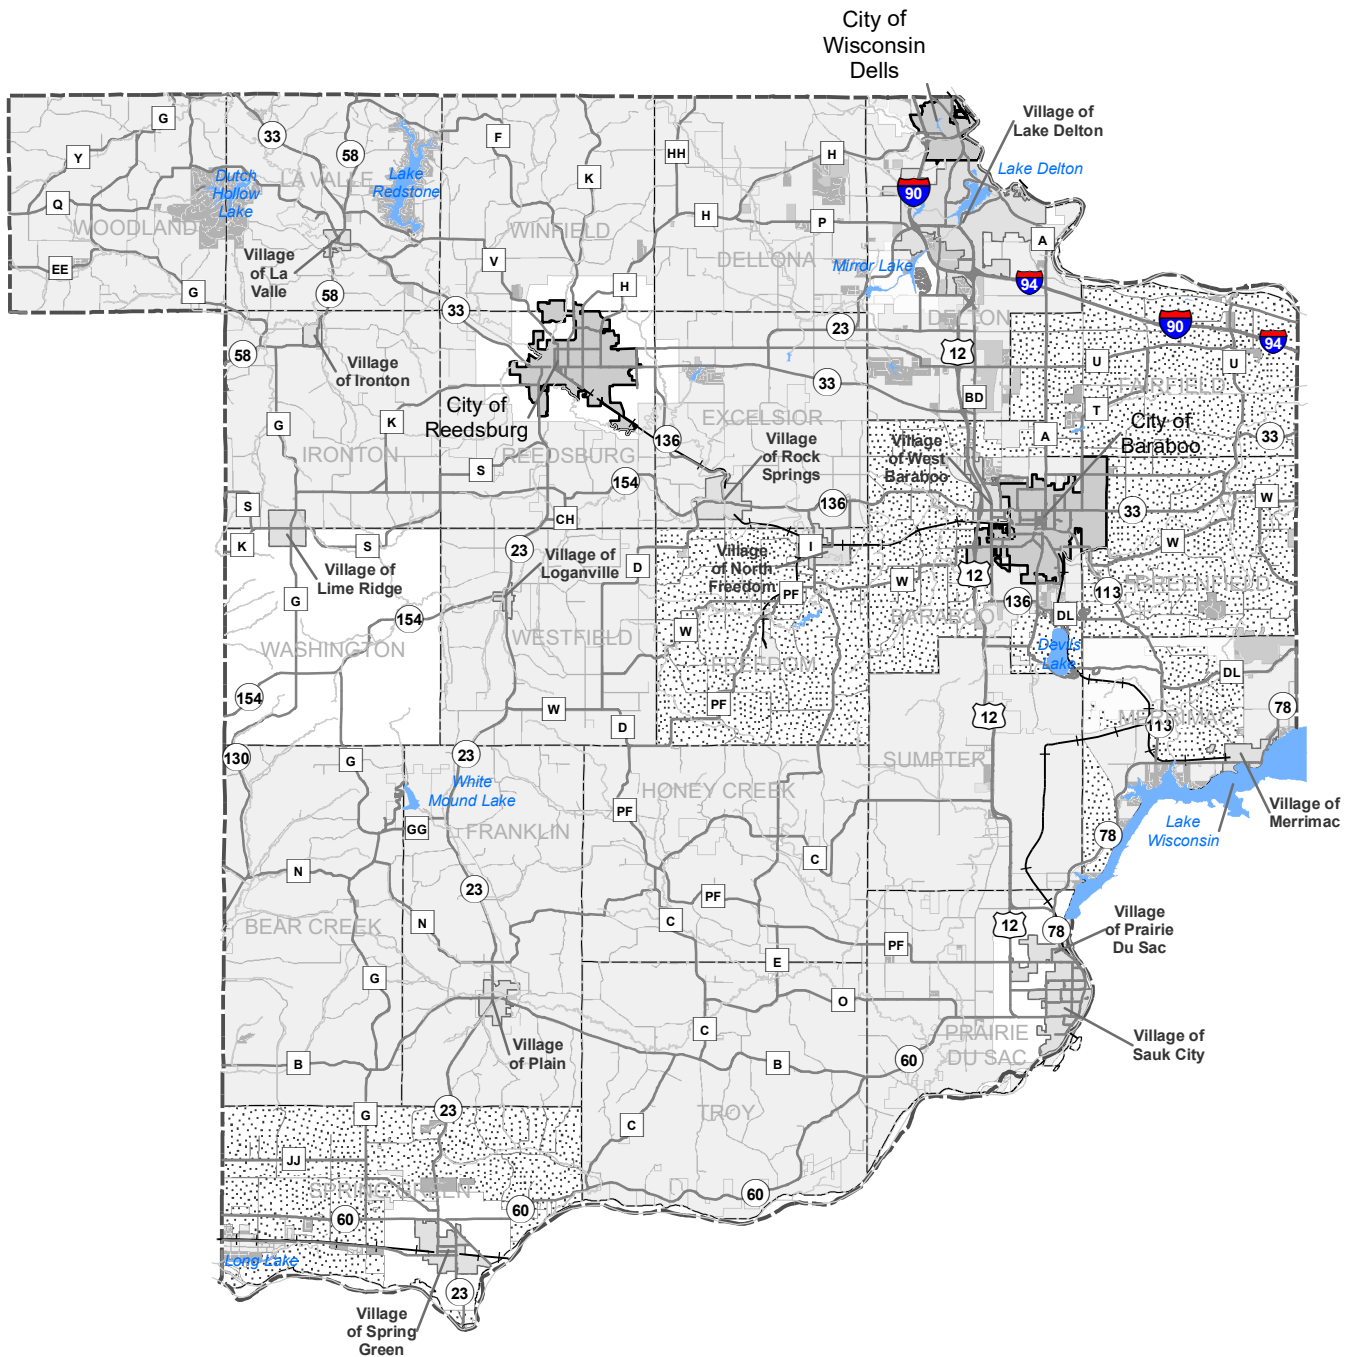 City of
Wisconsin
Dells
Village of
Lake Delton
G
33
58
F
HH
H
90
Lake Delton
Y
LA VALLE
Lake
Redstone
K
Dutch
Hollow
Lake
Q
WOODLAND
H
P
WINFIELD
A
DELLONA
Mirror Lake
Village
of La
Valle
V
EE
G
58
H
94
33
23
DELTON
90
94
58
12
U
U
Village
of Ironton
33
FAIRFIELD
BD
T
City of
Reedsburg
EXCELSIOR
City of
Baraboo
G
K
136
A
33
IRONTON
REEDSBURG
Village
of Rock
Springs
Village
of West
Baraboo
S
154
S
136
33
W
CH
K
S
23
I
W
Village of
Lime Ridge
Village of
Loganville
D
Village
of North
Freedom
12
W
PF
113
GREENFIELD
G
136
154
DL
BARABOO
W
WESTFIELD
WASHINGTON
FREEDOM
Devils
Lake
DL
154
PF
W
12
78
D
MERRIMAC
113
130
G
23
SUMPTER
White
Mound Lake
HONEY CREEK
Village of
Merrimac
PF
GG
FRANKLIN
Lake
Wisconsin
78
C
N
23
PF
BEAR CREEK
N
C
12
78
Village
of Prairie
Du Sac
PF
E
G
O
C
PRAIRIE
DU SAC
Village of
Sauk City
Village
of Plain
B
B
60
G
23
TROY
C
JJ
SPRING GREEN
60
60
60
Long Lake
23
Village
of Spring
Green